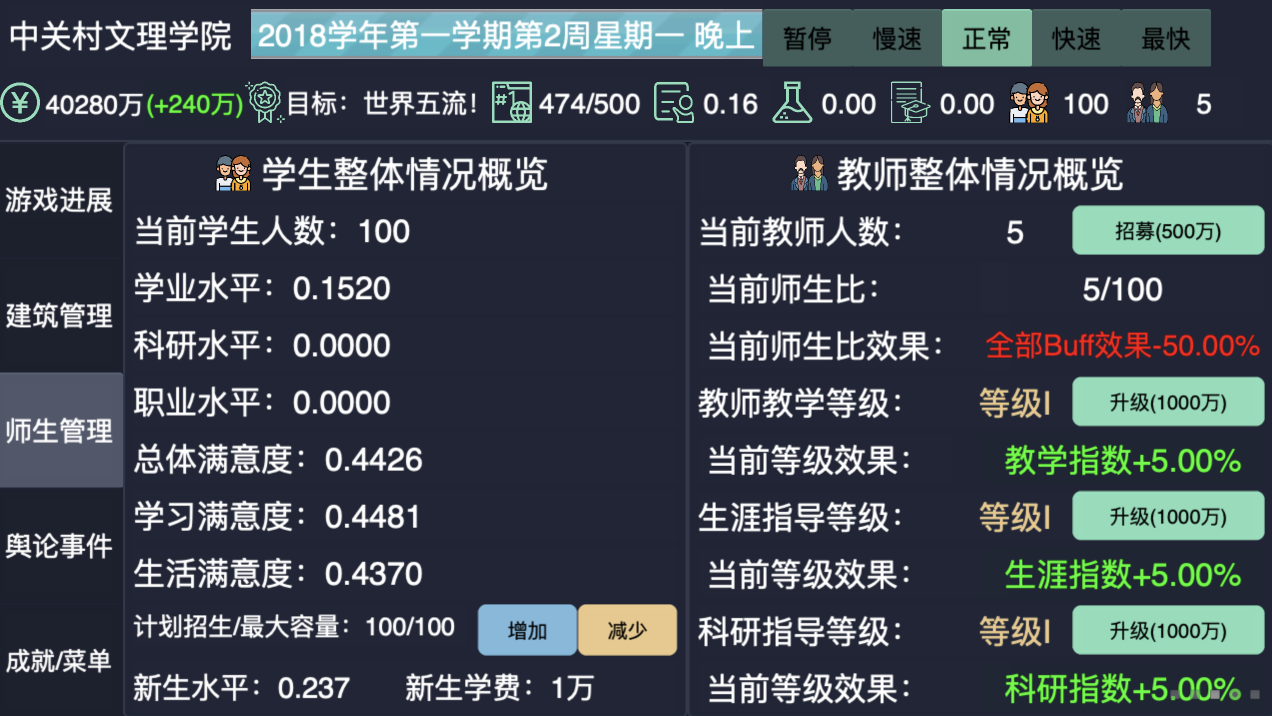 中关村文理学院 2018学年第一学期第2周星期一 晚上 暂停 慢速 正常 快速 最快
40280万(+240万) 目标：世界五流！ 474/500 0.16 0.00 0.00 100 5
游戏进展
建筑管理
师生管理
舆论事件
成就/菜单
学生整体情况概览
当前学生人数：100
学业水平：0.1520
科研水平：0.0000
职业水平：0.0000
总体满意度：0.4426
学习满意度：0.4481
生活满意度：0.4370
计划招生/最大容量：100/100 增加 减少
新生水平：0.237 新生学费：1万
教师整体情况概览
当前教师人数： 5 招募(500万)
当前师生比： 5/100
当前师生比效果： 全部Buff效果-50.00%
教师教学等级： 等级I 升级(1000万)
当前等级效果： 教学指数+5.00%
生涯指导等级： 等级I 升级(1000万)
当前等级效果： 生涯指数+5.00%
科研指导等级： 等级I 升级(1000万)
当前等级效果： 科研指数+5.00%